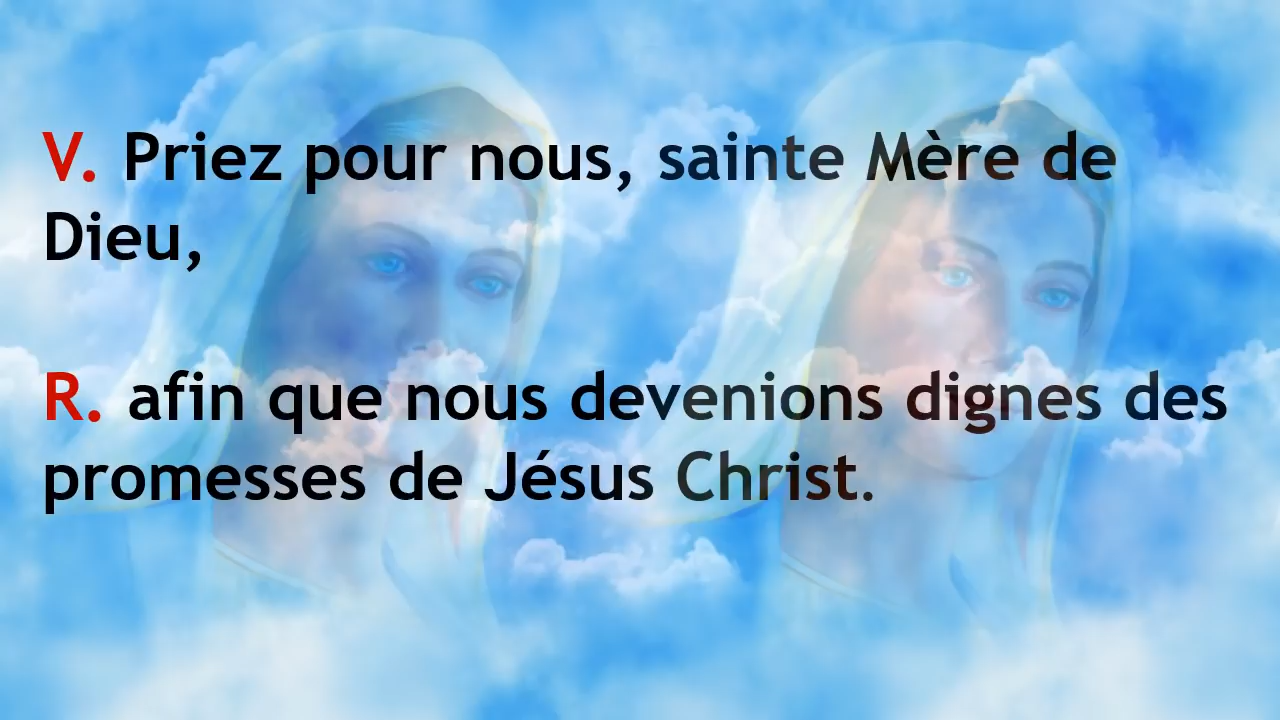 V. Priez pour nous, sainte Mère de
Dieu,
R. afin que nous devenions dignes des
promesses de Jésus Christ.